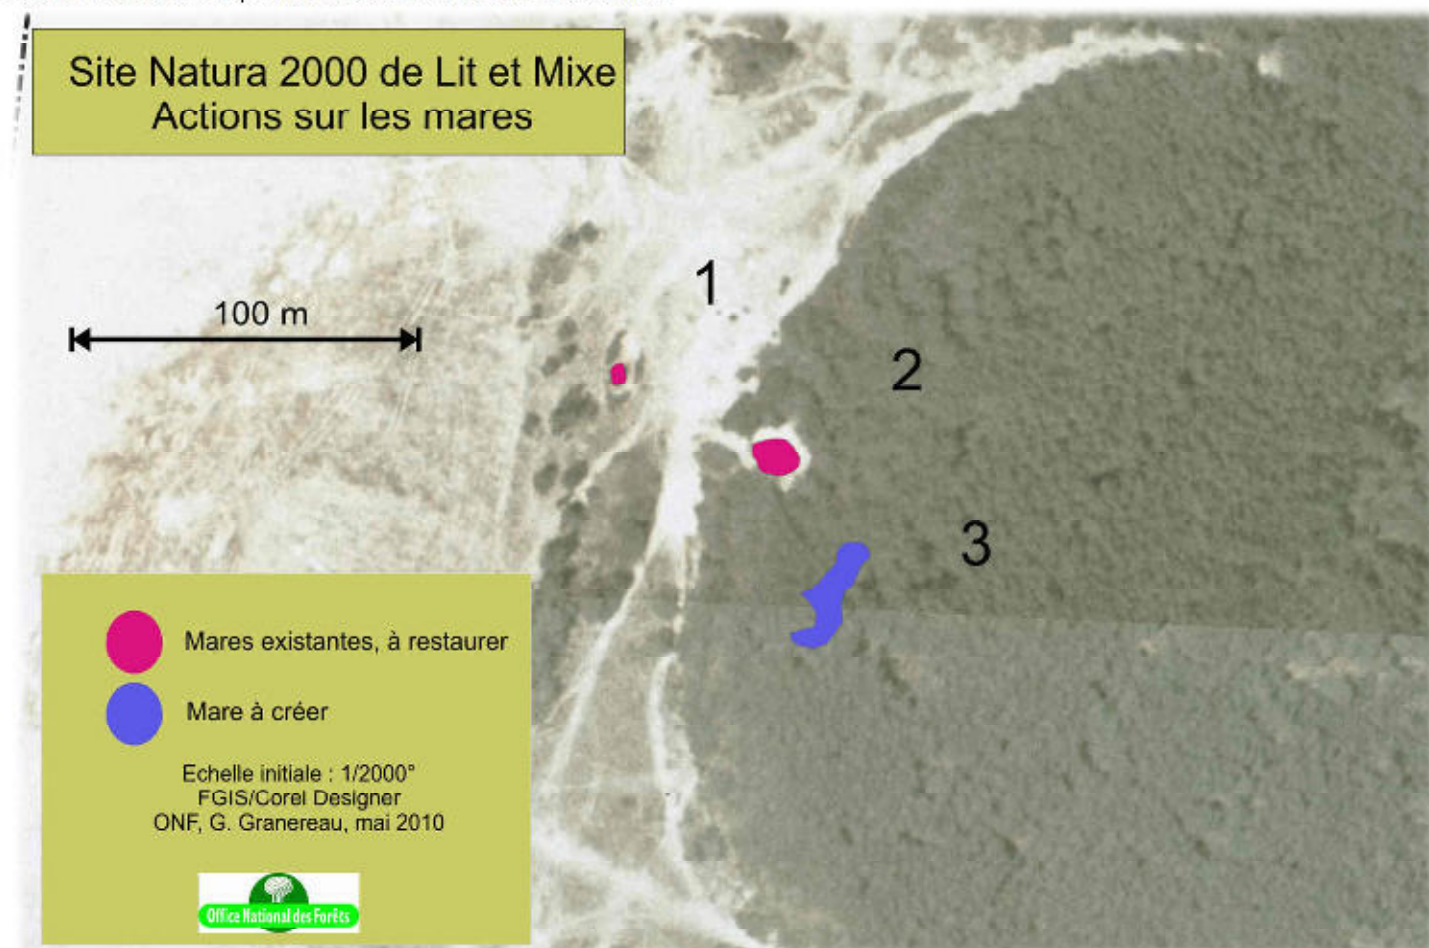 Site Natura 2000 de Lit et Mixe
Actions sur les mares
100 m
1
2
3
Mares existantes, à restaurer
Mare à créer
Echelle initiale : 1/2000°
FGIS/Corel Designer
ONF, G. Granereau, mai 2010
Office National des Forêts